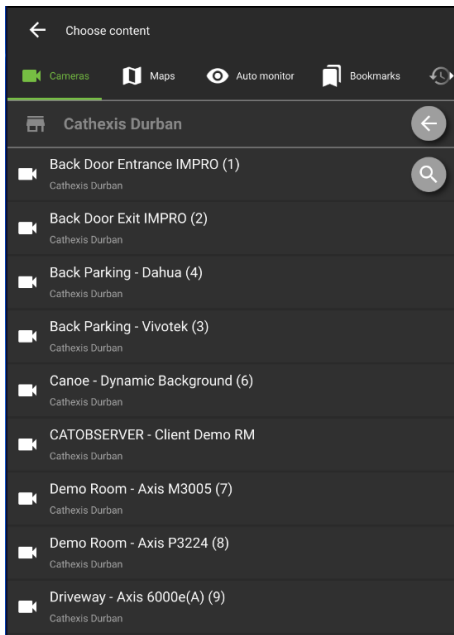 Choose content
Cameras Maps Auto monitor Bookmarks
Cathexis Durban
Back Door Entrance IMPRO (1)
Cathexis Durban
Back Door Exit IMPRO (2)
Cathexis Durban
Back Parking - Dahua (4)
Cathexis Durban
Back Parking - Vivotek (3)
Cathexis Durban
Canoe - Dynamic Background (6)
Cathexis Durban
CATOBSERVER - Client Demo RM
Cathexis Durban
Demo Room - Axis M3005 (7)
Cathexis Durban
Demo Room - Axis P3224 (8)
Cathexis Durban
Driveway - Axis 6000e(A) (9)
Cathexis Durban